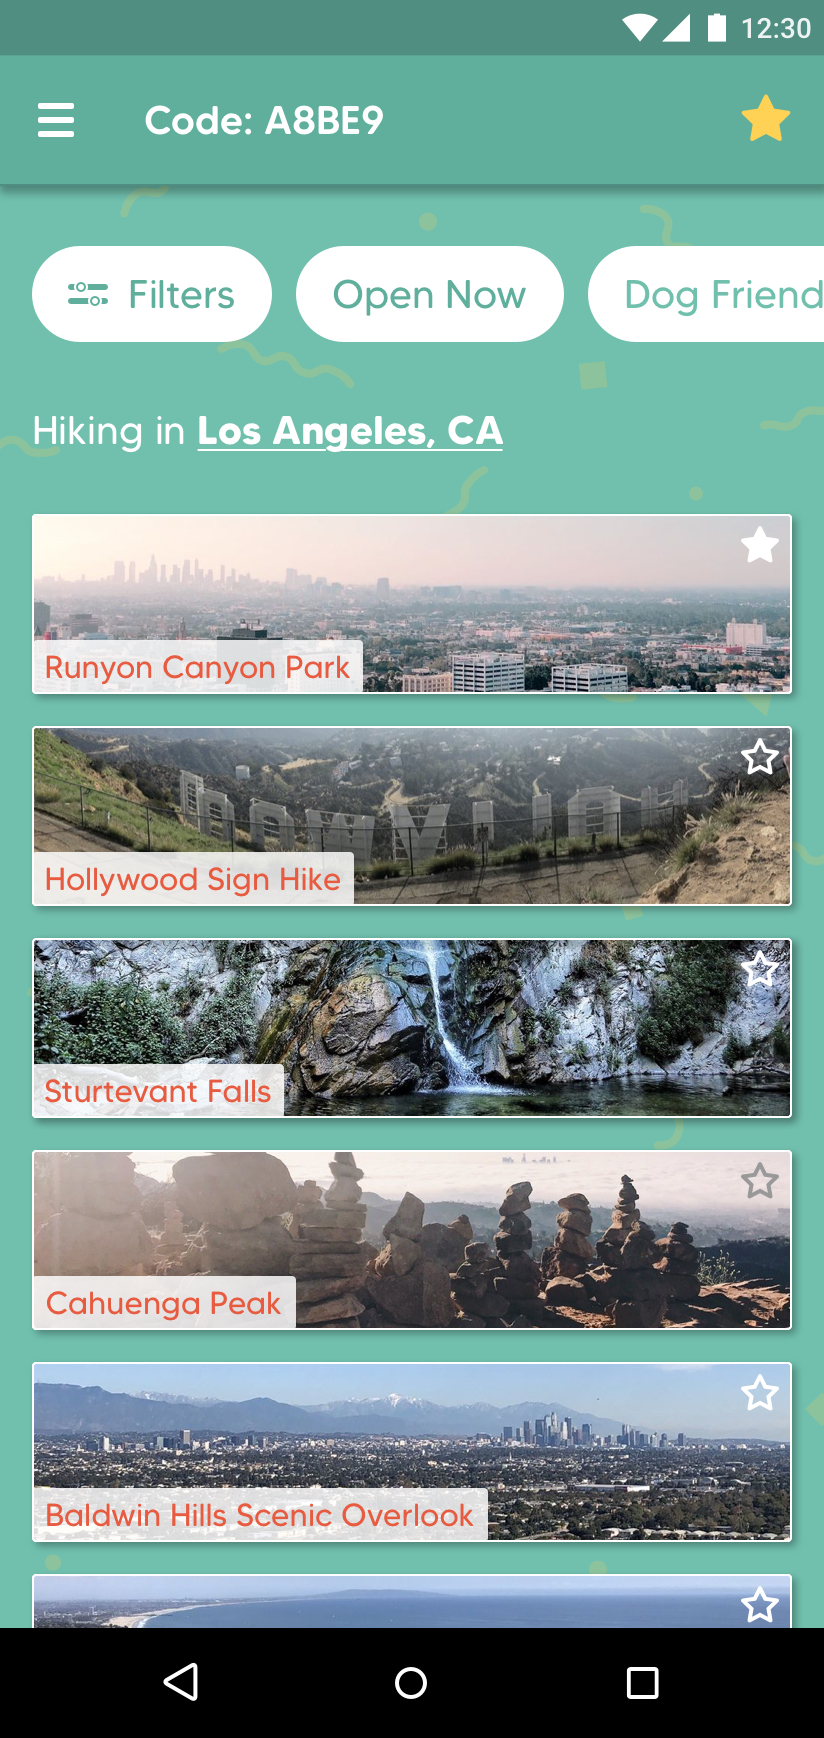 12:30
Code: A8BE9
Filters
Open Now
Dog Friend
Hiking in Los Angeles, CA
Runyon Canyon Park
Hollywood Sign Hike
Sturtevant Falls
Cahuenga Peak
Baldwin Hills Scenic Overlook